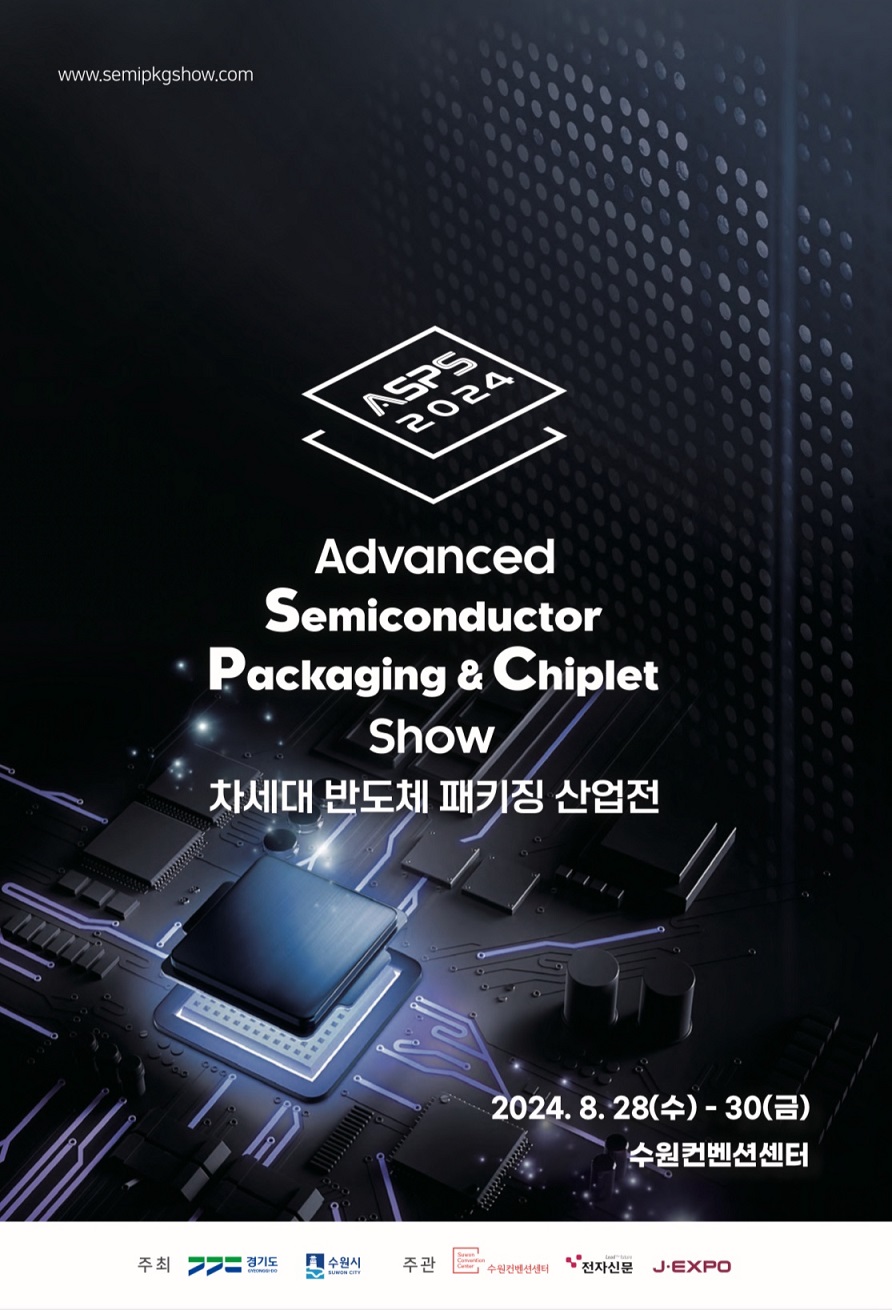 www.semipkgshow.com
ASPS
2024
Advanced
Semiconductor
Packaging & Chiplet
Show
차세대 반도체 패키징 산업전
2024. 8. 28(수) - 30(금)
수원컨벤션센터
주최 경기도 GYEONGGI-DO 수원시 SUWON CITY 주관 Suwon Convention Center 수원컨벤션센터 전자신문 J·EXPO